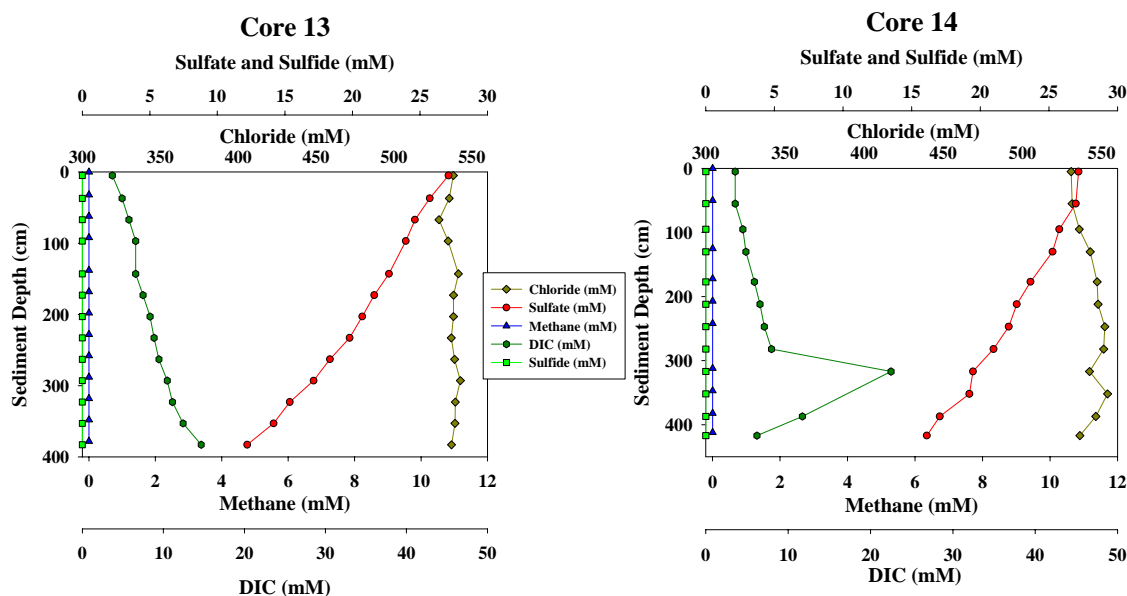 Core 13
Sulfate and Sulfide (mM)
0 5 10 15 20 25 30
Chloride (mM)
300 350 400 450 500 550
0
100
200
300
400
Sediment Depth (cm)
0 2 4 6 8 10 12
Methane (mM)
0 10 20 30 40 50
DIC (mM)
Chloride (mM)
Sulfate (mM)
Methane (mM)
DIC (mM)
Sulfide (mM)
Core 14
Sulfate and Sulfide (mM)
0 5 10 15 20 25 30
Chloride (mM)
300 350 400 450 500 550
0
100
200
300
400
Sediment Depth (cm)
0 2 4 6 8 10 12
Methane (mM)
0 10 20 30 40 50
DIC (mM)